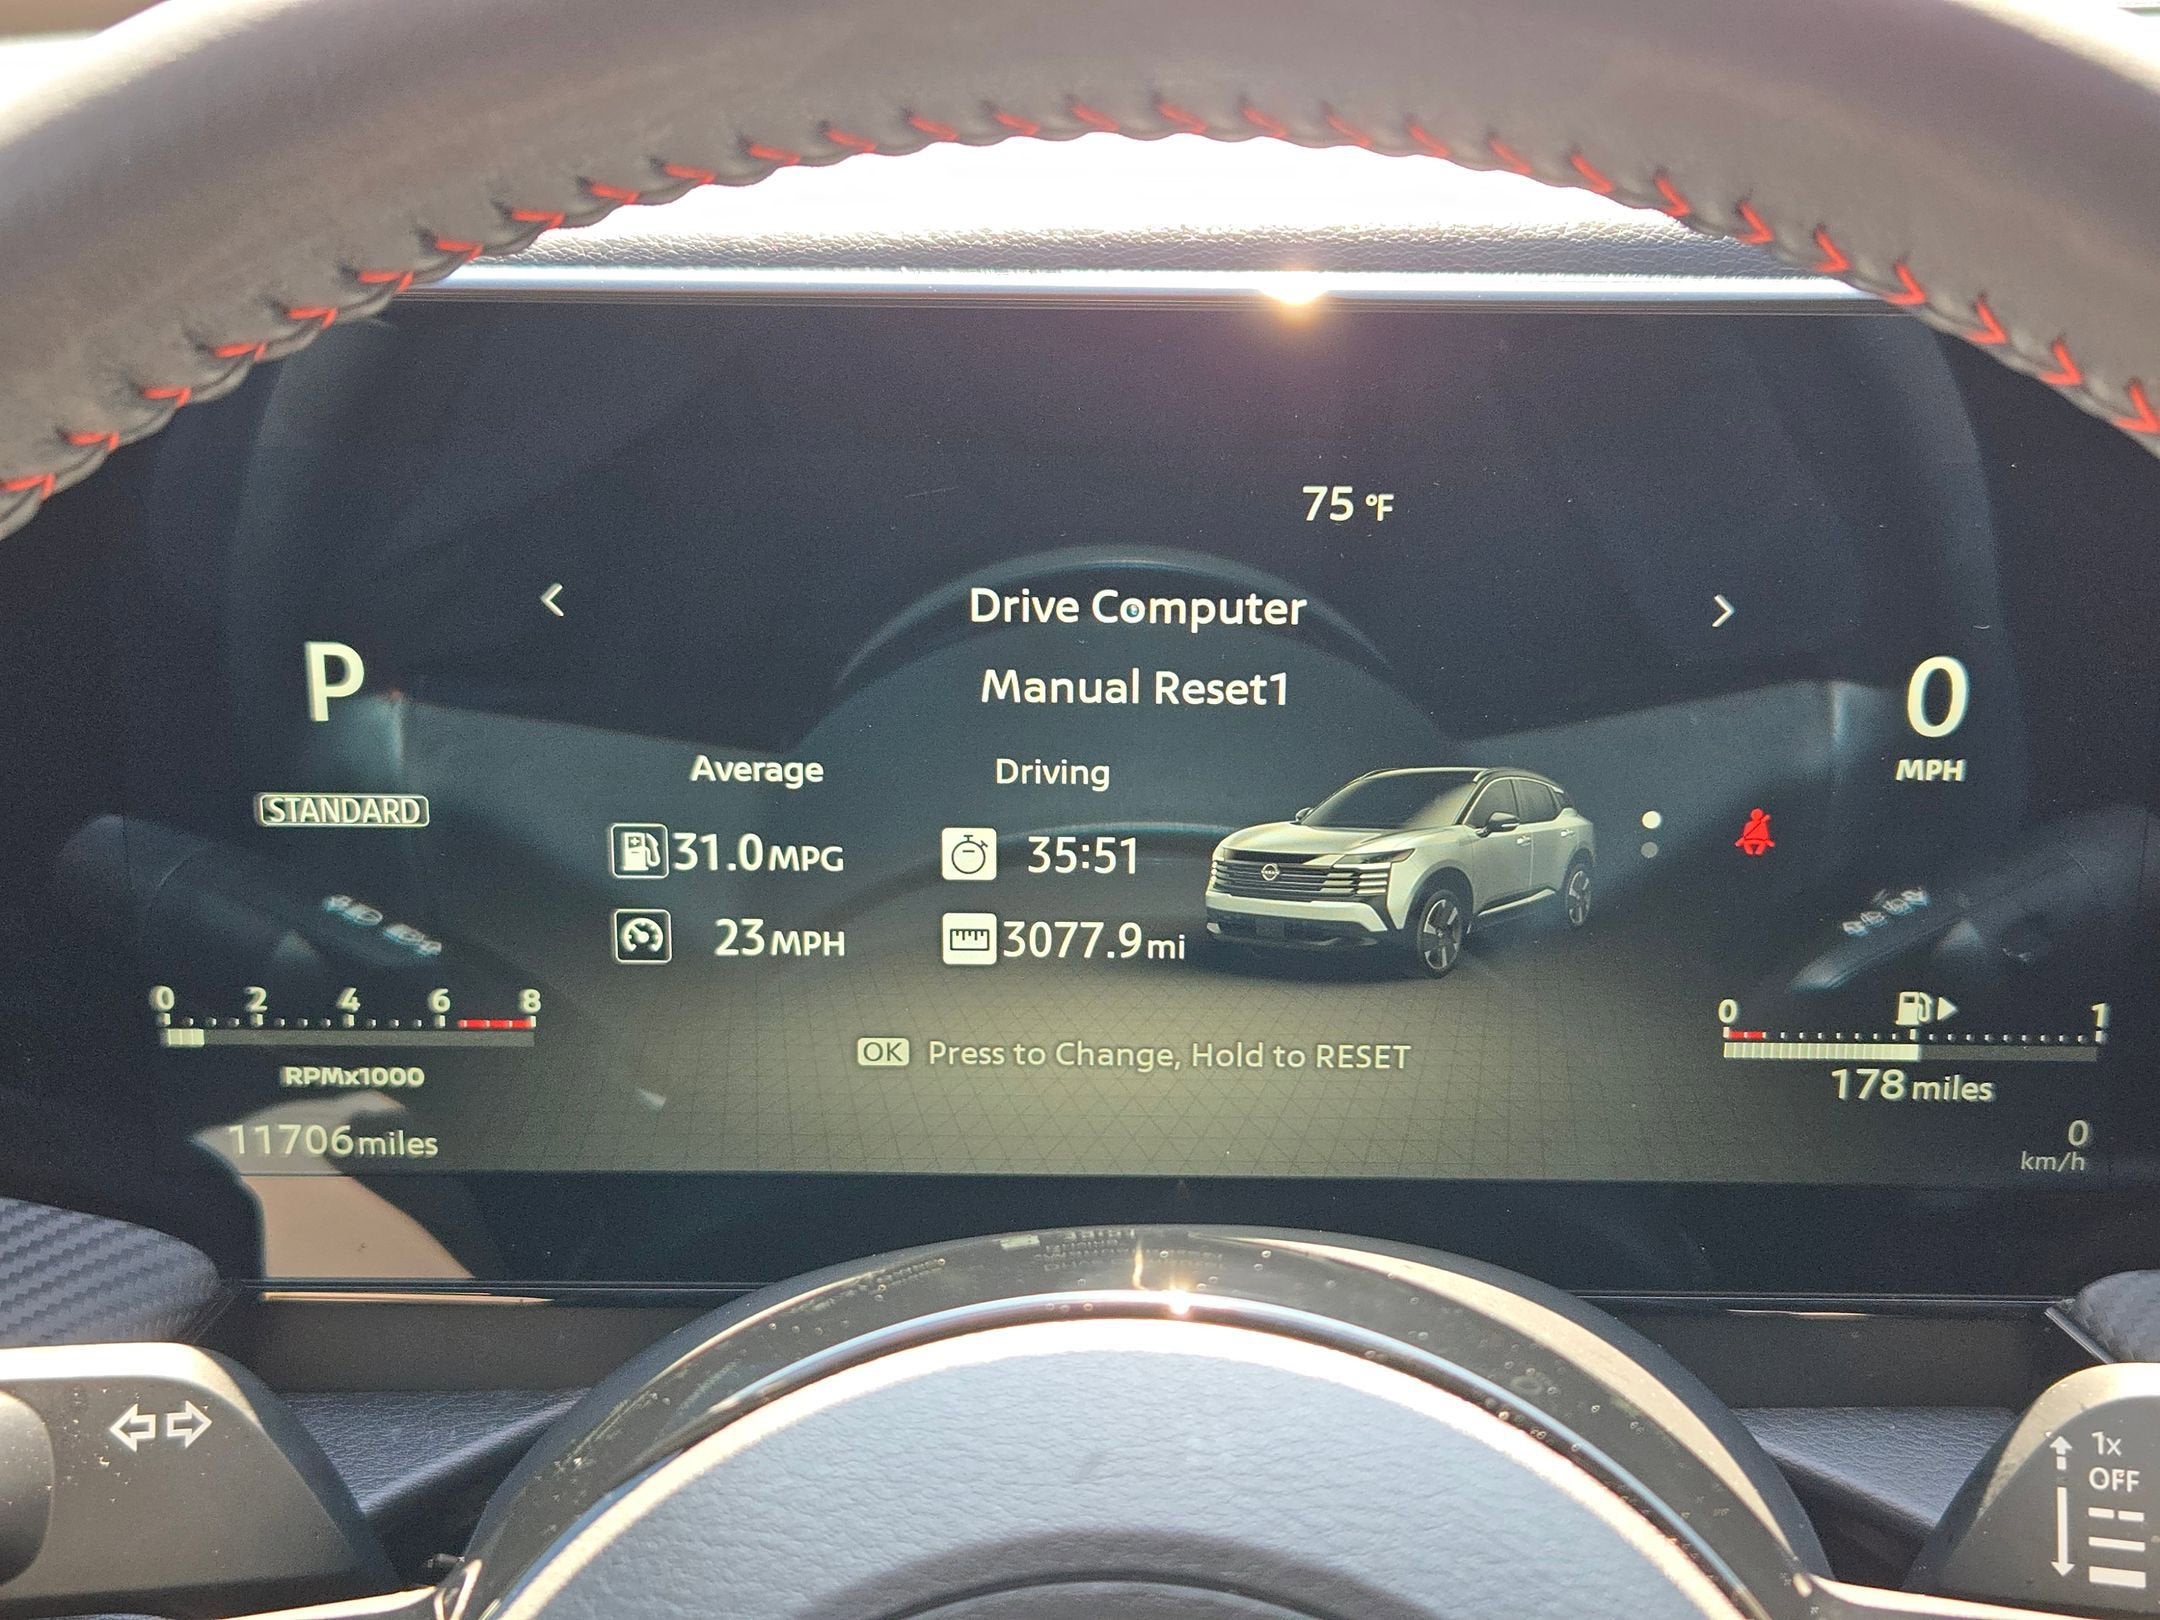 75 °F
Drive Computer
Manual Reset1
P
0
MPH
STANDARD
Average
Driving
31.0 MPG
35:51
23 MPH
3077.9 mi
0 2 4 6 8
RPMx1000
0 1
OK Press to Change, Hold to RESET
178 miles
11706 miles
0
km/h
1x
OFF